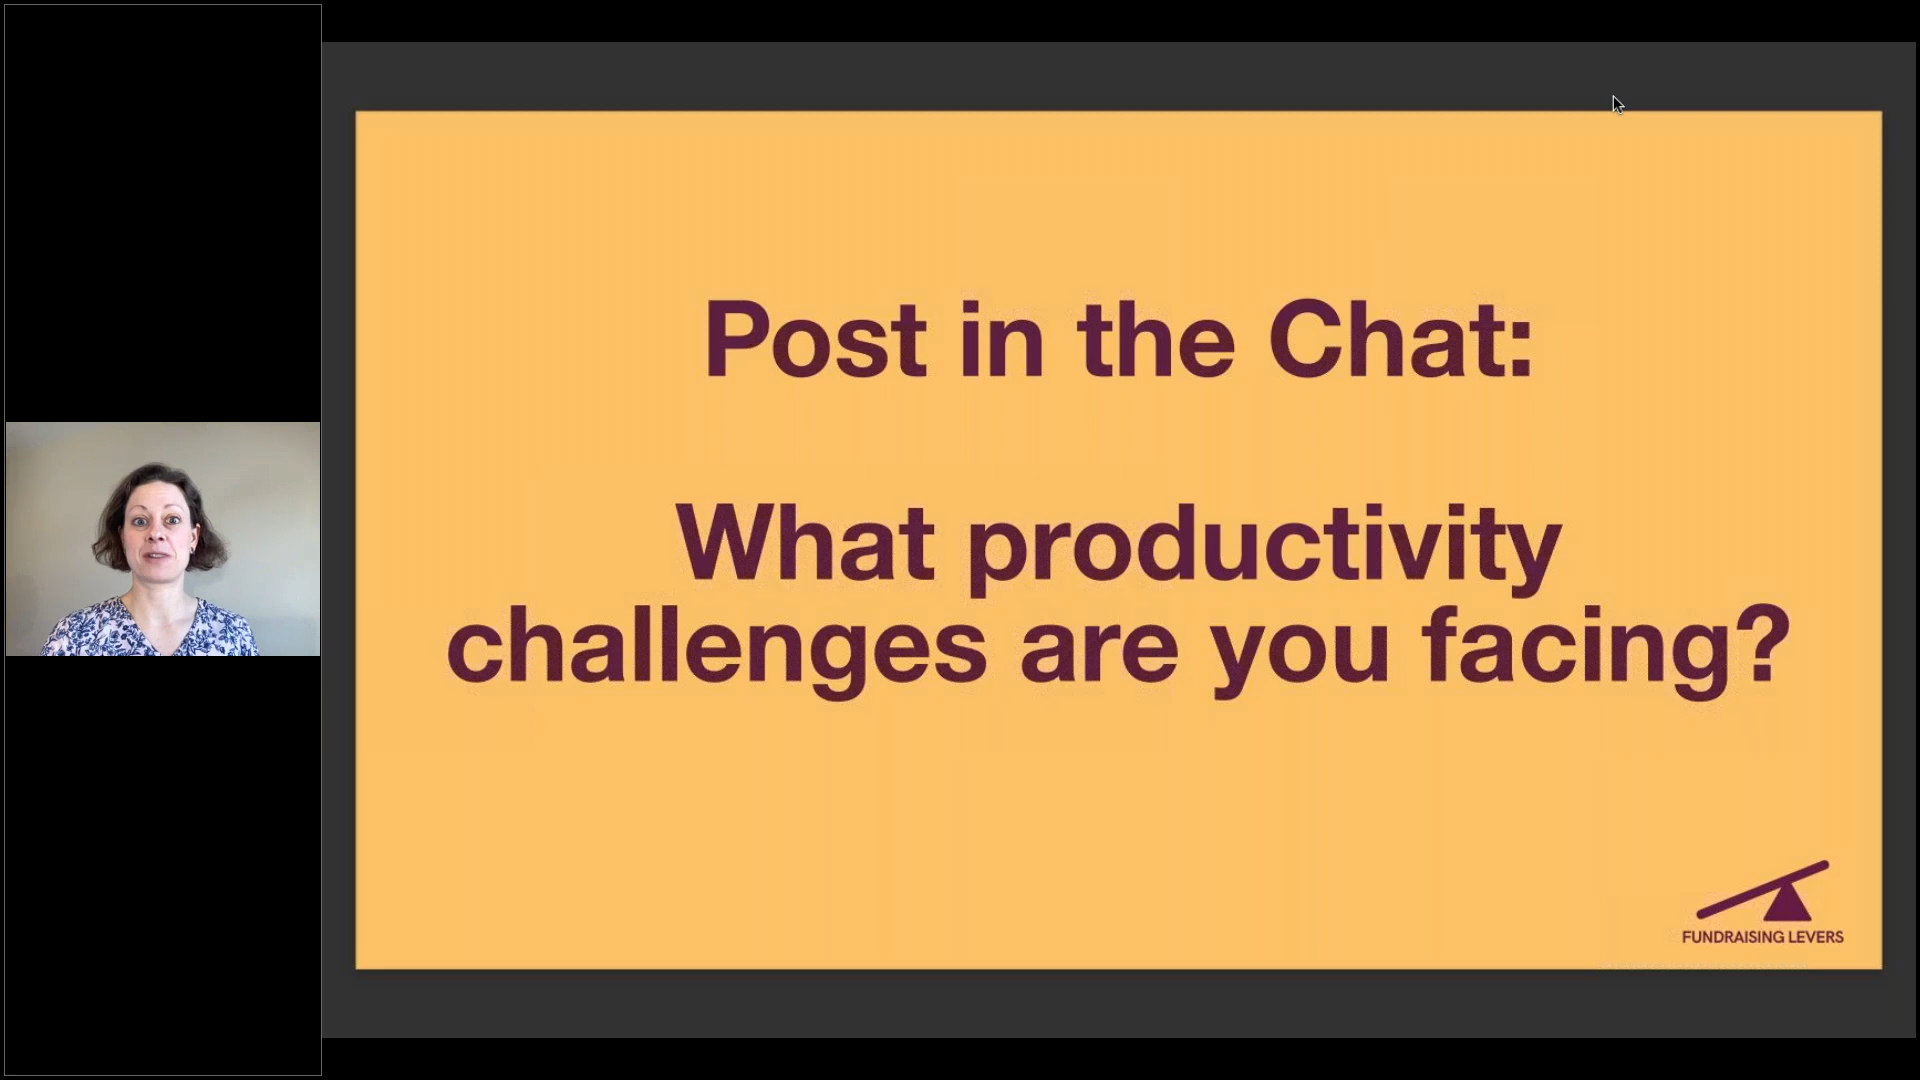 Post in the Chat:
What productivity
challenges are you facing?
FUNDRAISING LEVERS